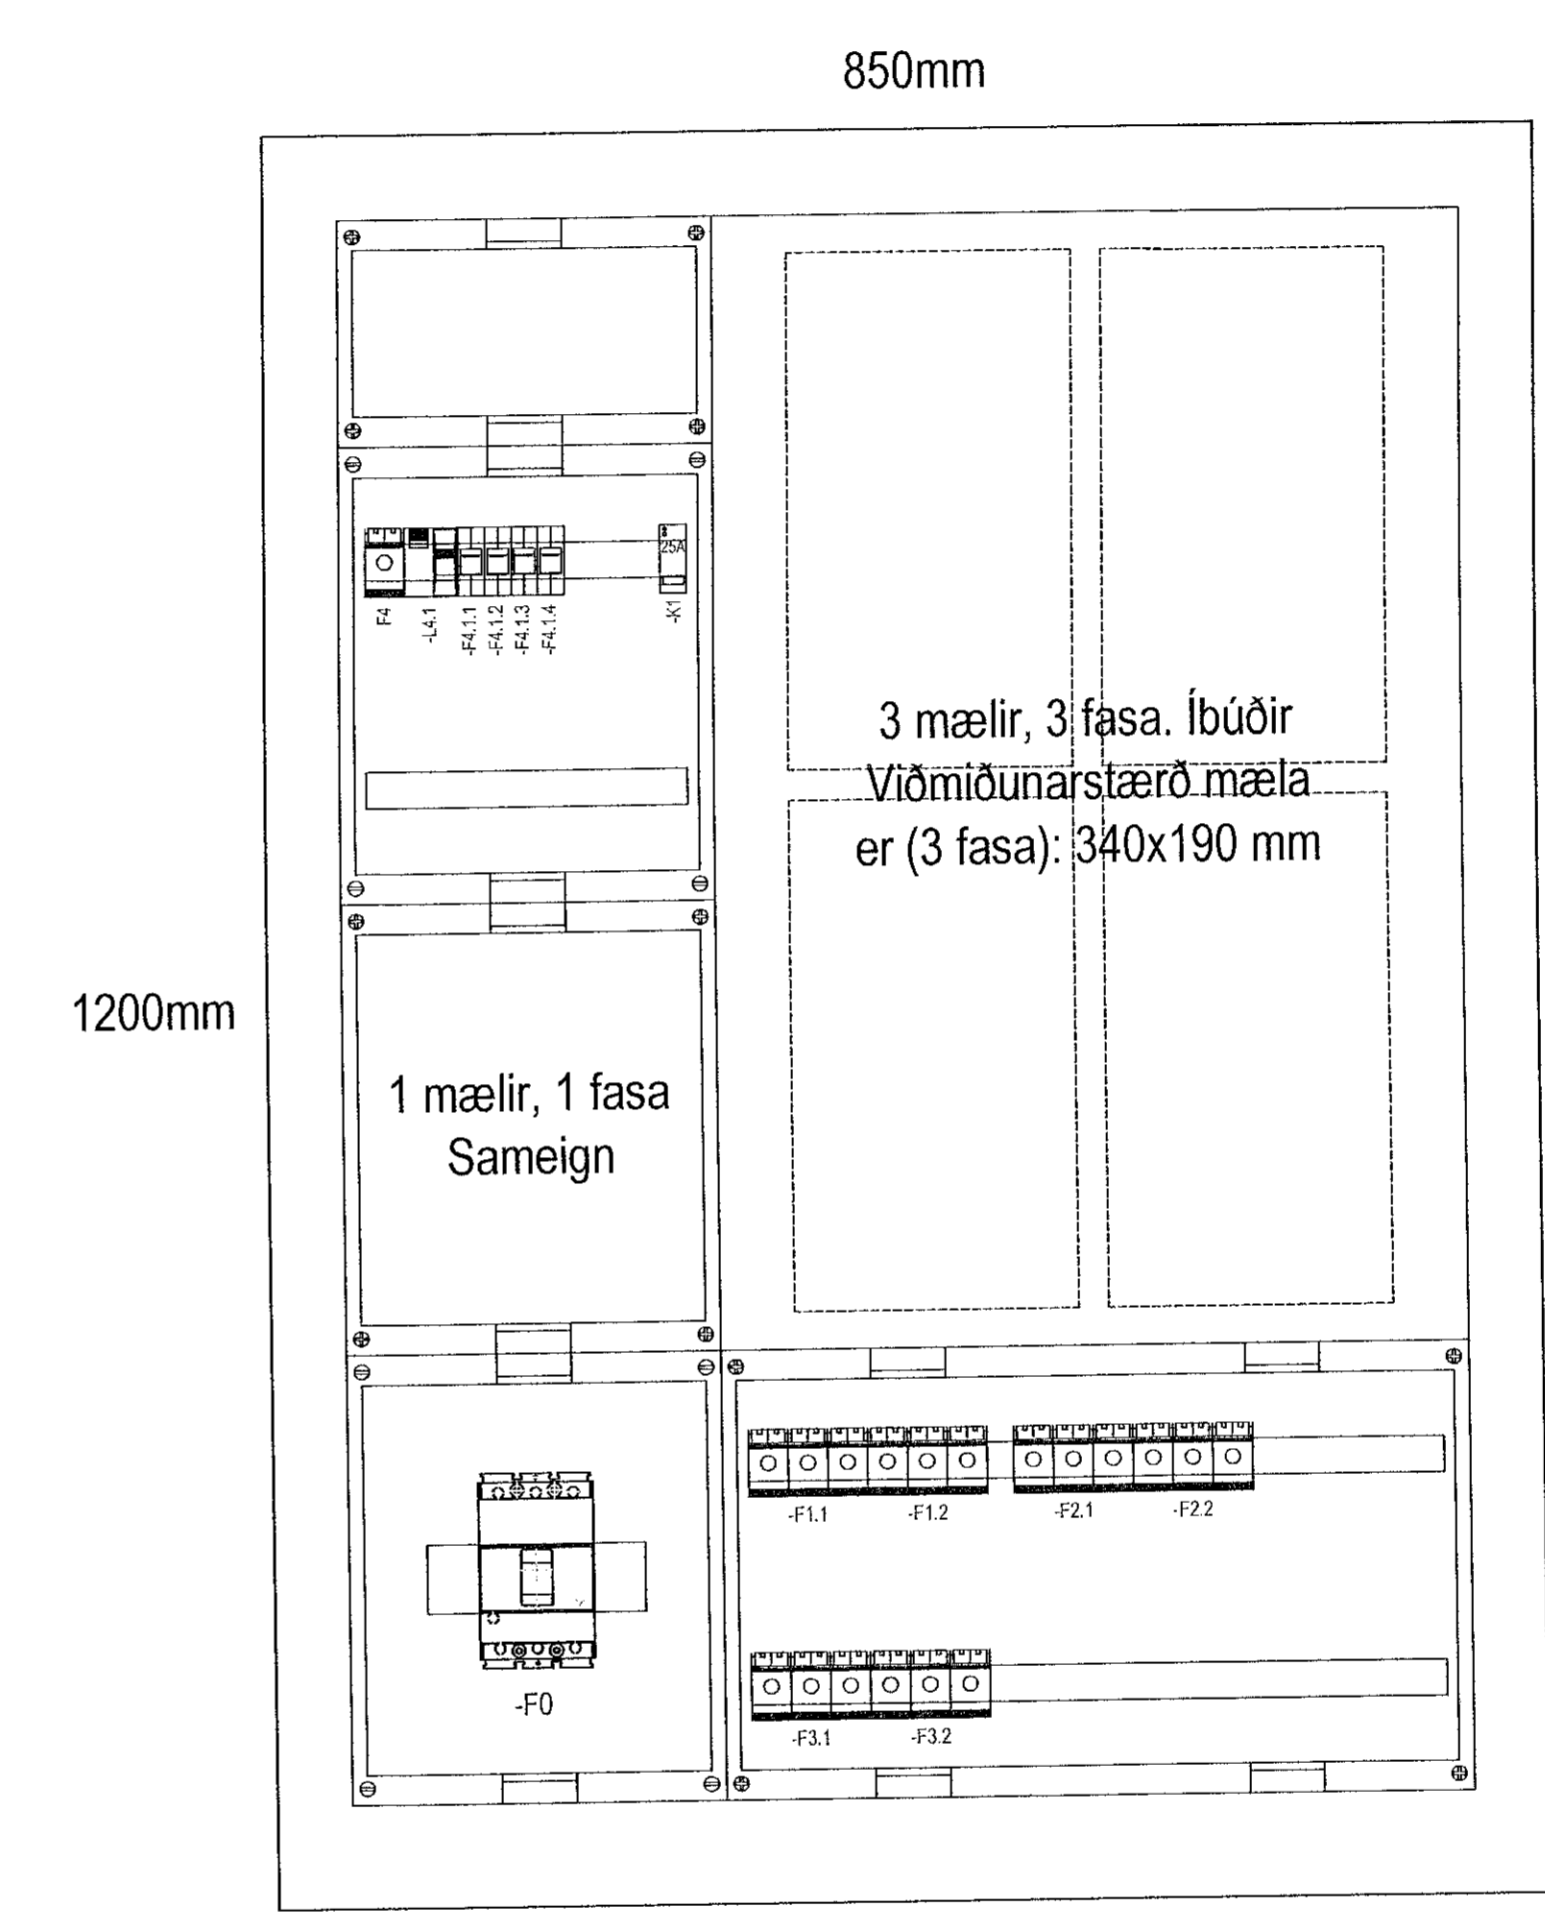 850mm
25A
F4
-L4.1
-F4.1.1
-F4.1.2
-F4.1.3
-F4.1.4
-K1
3 mælir, 3 fasa. Íbúðir
Viðmiðunarstærð mæla
er (3 fasa): 340x190 mm
1200mm
1 mælir, 1 fasa
Sameign
-F1.1
-F1.2
-F2.1
-F2.2
-F0
-F3.1
-F3.2